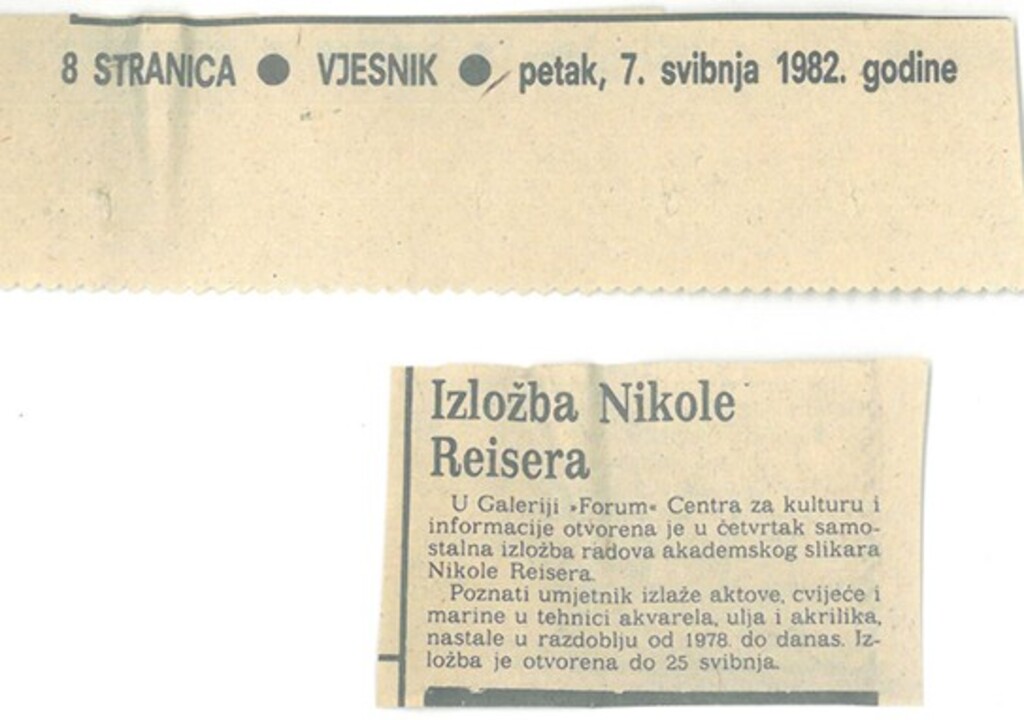 8 STRANICA ● VJESNIK ● petak, 7. svibnja 1982. godine
Izložba Nikole
Reisera
U Galeriji »Forum« Centra za kulturu i
informacije otvorena je u četvrtak samo-
stalna izložba radova akademskog slikara
Nikole Reisera.
Poznati umjetnik izlaže aktove, cvijeće i
marine u tehnici akvarela, ulja i akrilika,
nastale u razdoblju od 1978. do danas. Iz-
ložba je otvorena do 25 svibnja.